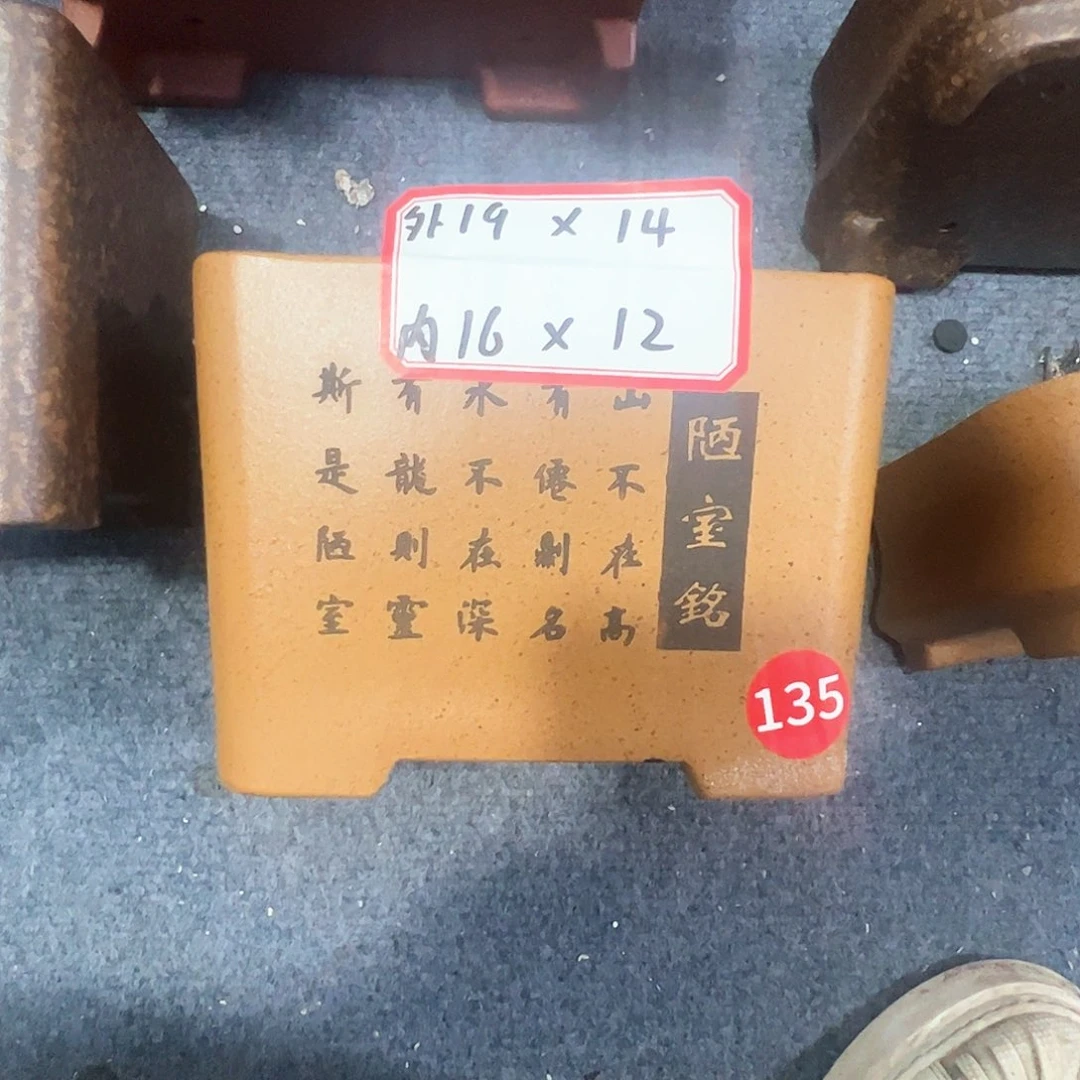 外19 × 14
内16 × 12
陋室銘
山不在高
有僊則名
水不在深
有龍則靈
斯是陋室
135